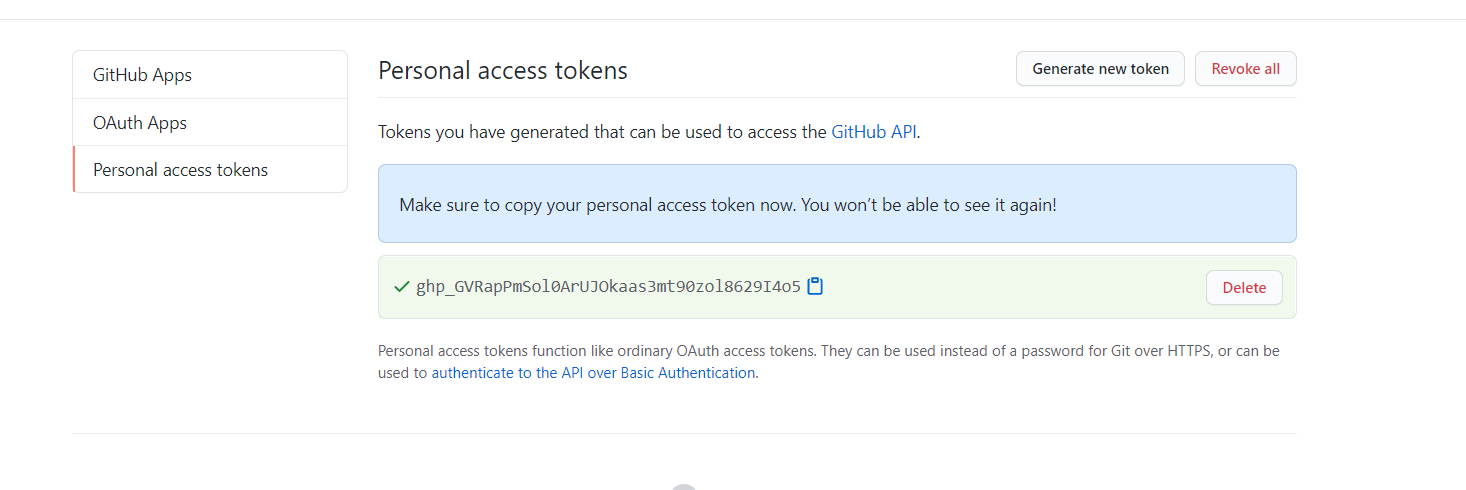 GitHub Apps
OAuth Apps
Personal access tokens
Personal access tokens
Generate new token
Revoke all
Tokens you have generated that can be used to access the GitHub API.
Make sure to copy your personal access token now. You won’t be able to see it again!
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
Delete
Personal access tokens function like ordinary OAuth access tokens. They can be used instead of a password for Git over HTTPS, or can be
used to authenticate to the API over Basic Authentication.